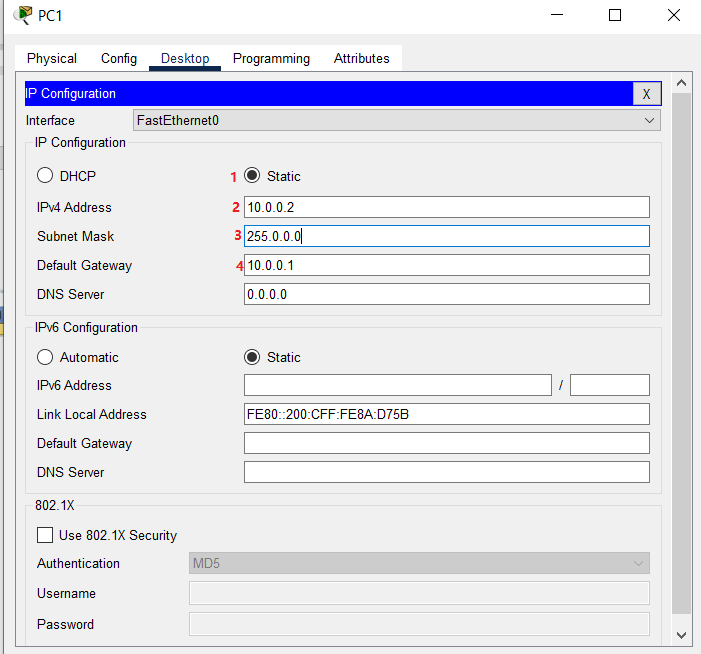 PC1
Physical Config Desktop Programming Attributes
IP Configuration X
Interface FastEthernet0
IP Configuration
DHCP 1 Static
IPv4 Address 2 10.0.0.2
Subnet Mask 3 255.0.0.0
Default Gateway 4 10.0.0.1
DNS Server 0.0.0.0
IPv6 Configuration
Automatic Static
IPv6 Address /
Link Local Address FE80::200:CFF:FE8A:D75B
Default Gateway
DNS Server
802.1X
Use 802.1X Security
Authentication MD5
Username
Password